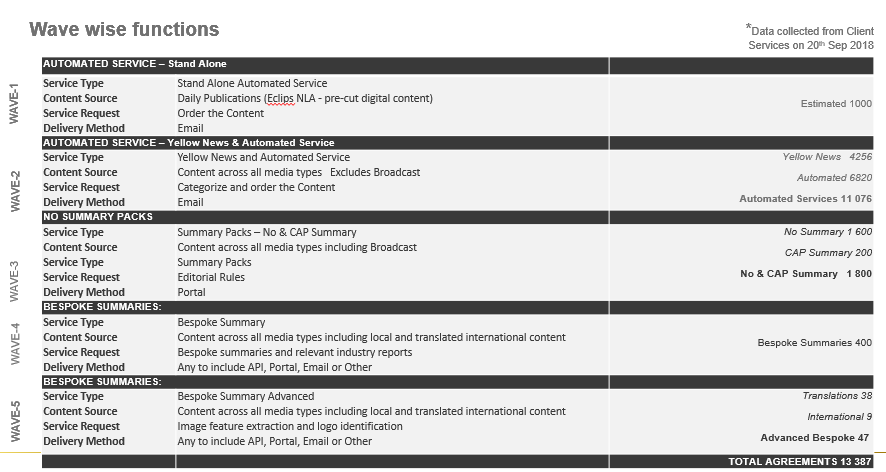 Wave wise functions
*Data collected from Client
Services on 20th Sep 2018
AUTOMATED SERVICE – Stand Alone
WAVE-1
Service Type Stand Alone Automated Service
Content Source Daily Publications (Eclips NLA - pre-cut digital content)
Service Request Order the Content
Delivery Method Email
Estimated 1000
AUTOMATED SERVICE – Yellow News & Automated Service
WAVE-2
Service Type Yellow News and Automated Service
Content Source Content across all media types Excludes Broadcast
Service Request Categorize and order the Content
Delivery Method Email
Yellow News 4256
Automated 6820
Automated Services 11 076
NO SUMMARY PACKS
WAVE-3
Service Type Summary Packs – No & CAP Summary
Content Source Content across all media types including Broadcast
Service Type Summary Packs
Service Request Editorial Rules
Delivery Method Portal
No Summary 1 600
CAP Summary 200
No & CAP Summary 1 800
BESPOKE SUMMARIES:
WAVE-4
Service Type Bespoke Summary
Content Source Content across all media types including local and translated international content
Service Request Bespoke summaries and relevant industry reports
Delivery Method Any to include API, Portal, Email or Other
Bespoke Summaries 400
BESPOKE SUMMARIES:
WAVE-5
Service Type Bespoke Summary Advanced
Content Source Content across all media types including local and translated international content
Service Request Image feature extraction and logo identification
Delivery Method Any to include API, Portal, Email or Other
Translations 38
International 9
Advanced Bespoke 47
TOTAL AGREEMENTS 13 387